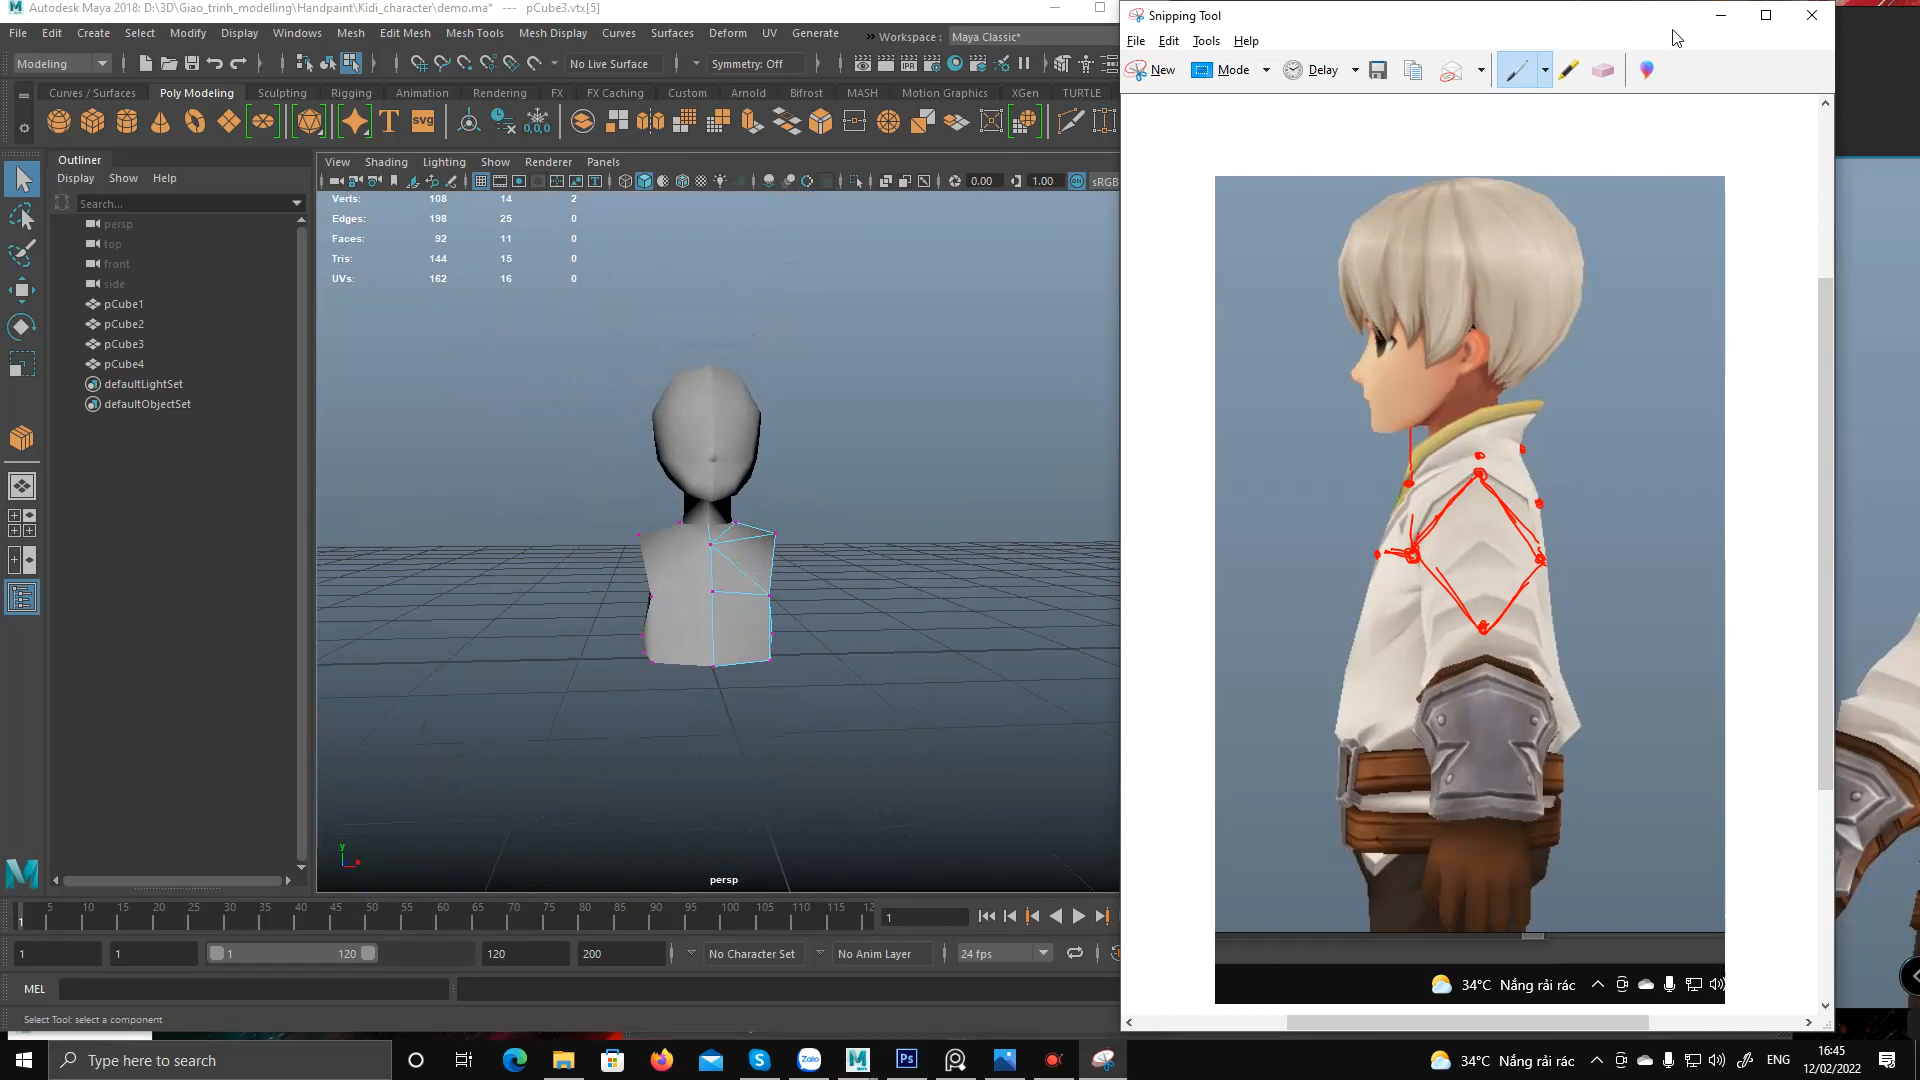 Autodesk Maya 2018: D:\3D\Giao_trinh_modelling\Handpaint\Kidi_character\demo.ma* --- pCube3.vtx[5]
File Edit Create Select Modify Display Windows Mesh Edit Mesh Mesh Tools Mesh Display Curves Surfaces Deform UV Generate » Workspace : Maya Classic*
Modeling No Live Surface Symmetry: Off
Curves / Surfaces Poly Modeling Sculpting Rigging Animation Rendering FX FX Caching Custom Arnold Bifrost MASH Motion Graphics XGen TURTLE
T svg 0,0,0
Outliner
Display Show Help
Search...
persp
top
front
side
pCube1
pCube2
pCube3
pCube4
defaultLightSet
defaultObjectSet
View Shading Lighting Show Renderer Panels
0.00 1.00 sRGB
Verts: 108 14 2
Edges: 198 25 0
Faces: 92 11 0
Tris: 144 15 0
UVs: 162 16 0
y
persp
5 10 15 20 25 30 35 40 45 50 55 60 65 70 75 80 85 90 95 100 105 110 115 12
1 1
1 1 1 120 120 200 No Character Set No Anim Layer 24 fps
MEL
Select Tool: select a component
Snipping Tool
File Edit Tools Help
New Mode Delay
34°C Nắng rải rác
Type here to search
Zalo Ps
34°C Nắng rải rác ENG 16:45
12/02/2022